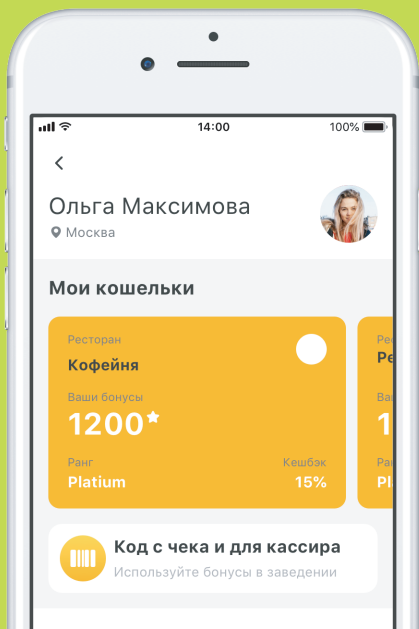 14:00
100%
Ольга Максимова
Москва
Мои кошельки
Ресторан
Кофейня
Ваши бонусы
1200
Ранг
Кешбэк
Platium
15%
Код с чека и для кассира
Используйте бонусы в заведении